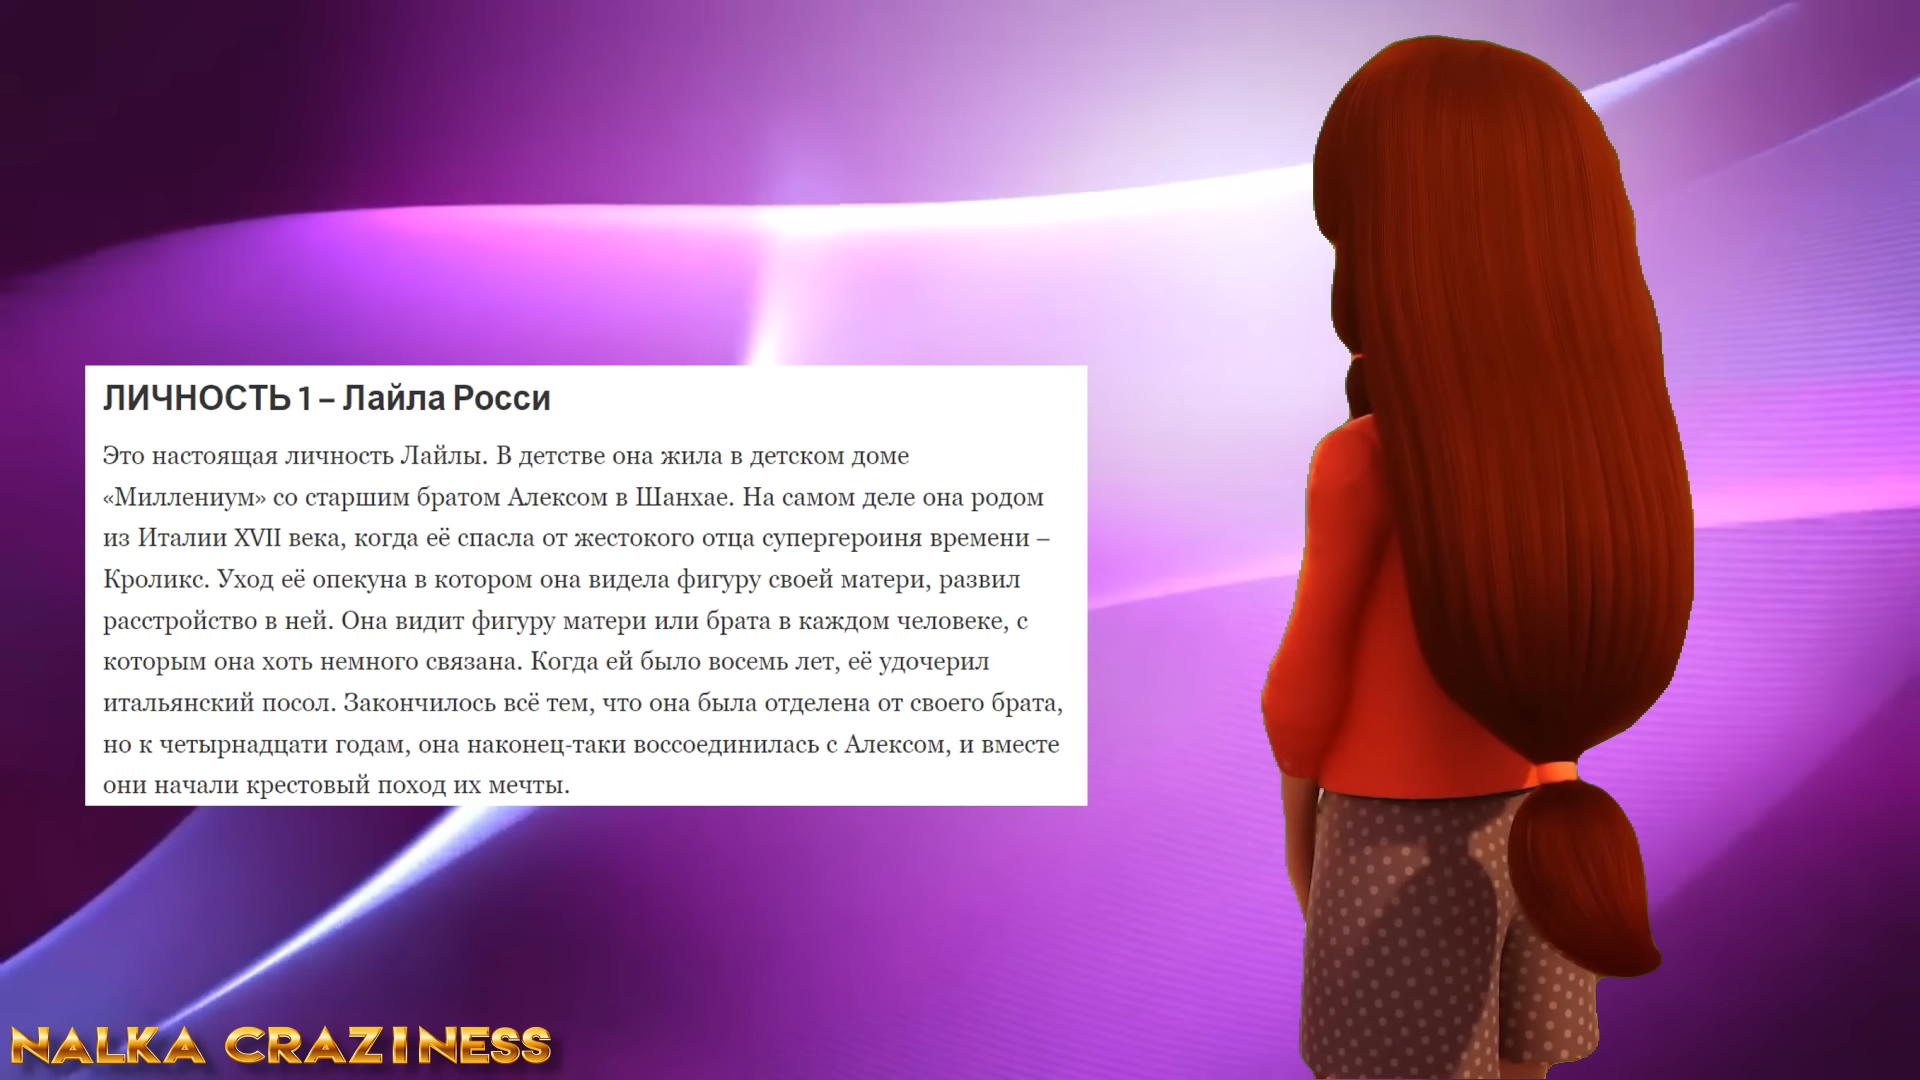 ЛИЧНОСТЬ 1 – Лайла Росси
Это настоящая личность Лайлы. В детстве она жила в детском доме
«Миллениум» со старшим братом Алексом в Шанхае. На самом деле она родом
из Италии XVII века, когда её спасла от жестокого отца супергероиня времени –
Кроликс. Уход её опекуна в котором она видела фигуру своей матери, развил
расстройство в ней. Она видит фигуру матери или брата в каждом человеке, с
которым она хоть немного связана. Когда ей было восемь лет, её удочерил
итальянский посол. Закончилось всё тем, что она была отделена от своего брата,
но к четырнадцати годам, она наконец-таки воссоединилась с Алексом, и вместе
они начали крестовый поход их мечты.
NALKA CRAZINESS